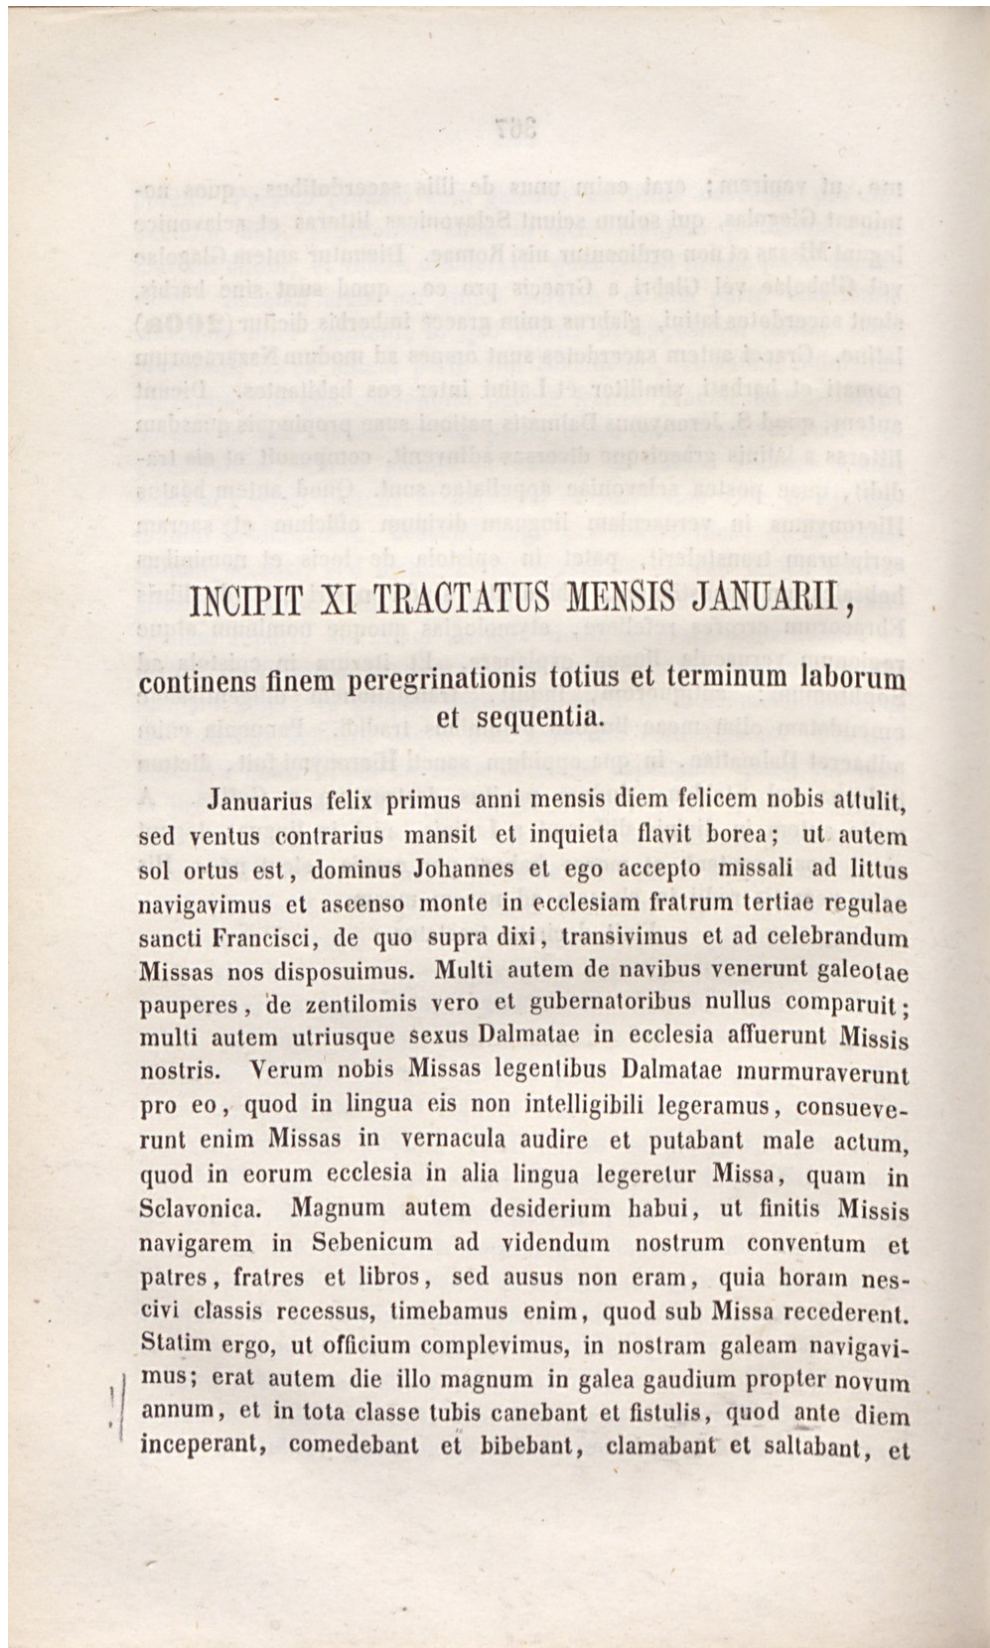 INCIPIT XI TRACTATUS MENSIS JANUARII,
continens finem peregrinationis totius et terminum laborum
et sequentia.
Januarius felix primus anni mensis diem felicem nobis attulit,
sed ventus contrarius mansit et inquieta flavit borea; ut autem
sol ortus est, dominus Johannes et ego accepto missali ad littus
navigavimus et ascenso monte in ecclesiam fratrum tertiae regulae
sancti Francisci, de quo supra dixi, transivimus et ad celebrandum
Missas nos disposuimus. Multi autem de navibus venerunt galeotae
pauperes, de zentilomis vero et gubernatoribus nullus comparuit;
multi autem utriusque sexus Dalmatae in ecclesia affuerunt Missis
nostris. Verum nobis Missas legentibus Dalmatae murmuraverunt
pro eo, quod in lingua eis non intelligibili legeramus, consueve-
runt enim Missas in vernacula audire et putabant male actum,
quod in eorum ecclesia in alia lingua legeretur Missa, quam in
Sclavonica. Magnum autem desiderium habui, ut finitis Missis
navigarem in Sebenicum ad videndum nostrum conventum et
patres, fratres et libros, sed ausus non eram, quia horam nes-
civi classis recessus, timebamus enim, quod sub Missa recederent.
Statim ergo, ut officium complevimus, in nostram galeam navigavi-
mus; erat autem die illo magnum in galea gaudium propter novum
annum, et in tota classe tubis canebant et fistulis, quod ante diem
inceperant, comedebant et bibebant, clamabant et saltabant, et